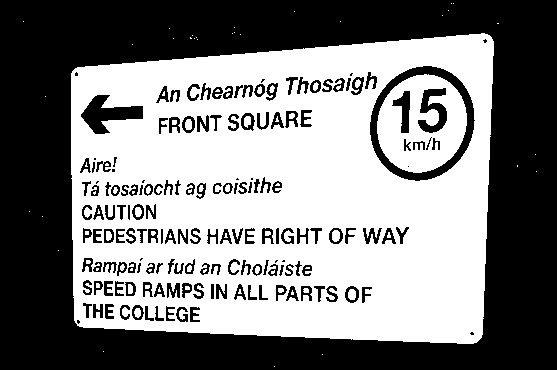 An Chearnóg Thosaigh
FRONT SQUARE
15
km/h
Aire!
Tá tosaíocht ag coisithe
CAUTION
PEDESTRIANS HAVE RIGHT OF WAY
Rampaí ar fud an Choláiste
SPEED RAMPS IN ALL PARTS OF
THE COLLEGE